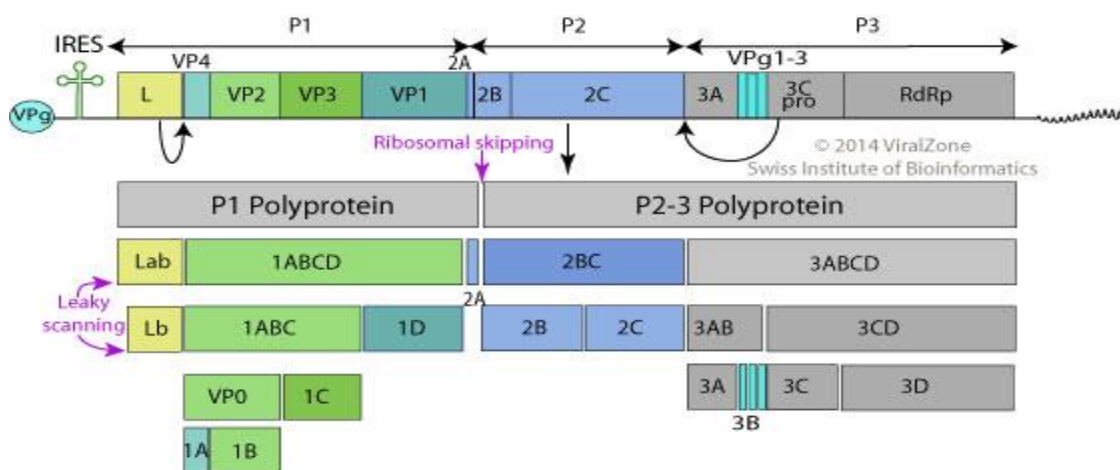 P1 P2 P3
IRES VP4 2A VPg1-3
VPg L VP2 VP3 VP1 2B 2C 3A 3C pro RdRp
Ribosomal skipping
© 2014 ViralZone
Swiss Institute of Bioinformatics
P1 Polyprotein P2-3 Polyprotein
Lab 1ABCD 2BC 3ABCD
Leaky scanning
2A
Lb 1ABC 1D 2B 2C 3AB 3CD
VP0 1C 3A 3C 3D
3B
1A 1B